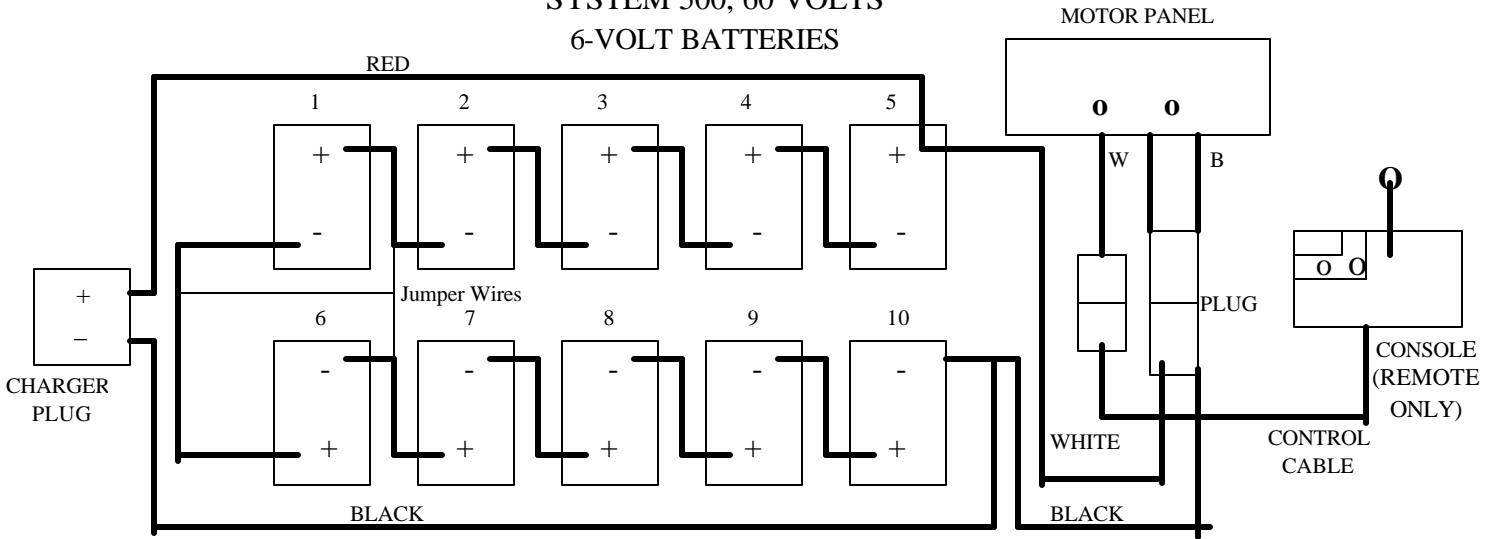 SYSTEM 500, 60 VOLTS
6-VOLT BATTERIES
MOTOR PANEL
RED
1 2 3 4 5
o o
+ + + + +
W B
O
- - - - -
o O
+
Jumper Wires
PLUG
6 7 8 9 10
–
- - - - -
CHARGER
PLUG
CONSOLE
(REMOTE
ONLY)
+ + + + +
WHITE
CONTROL
CABLE
BLACK
BLACK